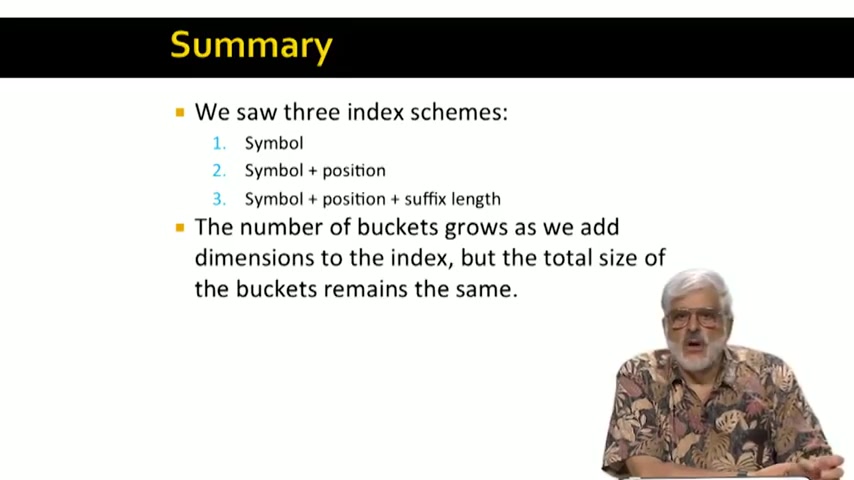 Summary
We saw three index schemes:
1. Symbol
2. Symbol + position
3. Symbol + position + suffix length
The number of buckets grows as we add
dimensions to the index, but the total size of
the buckets remains the same.